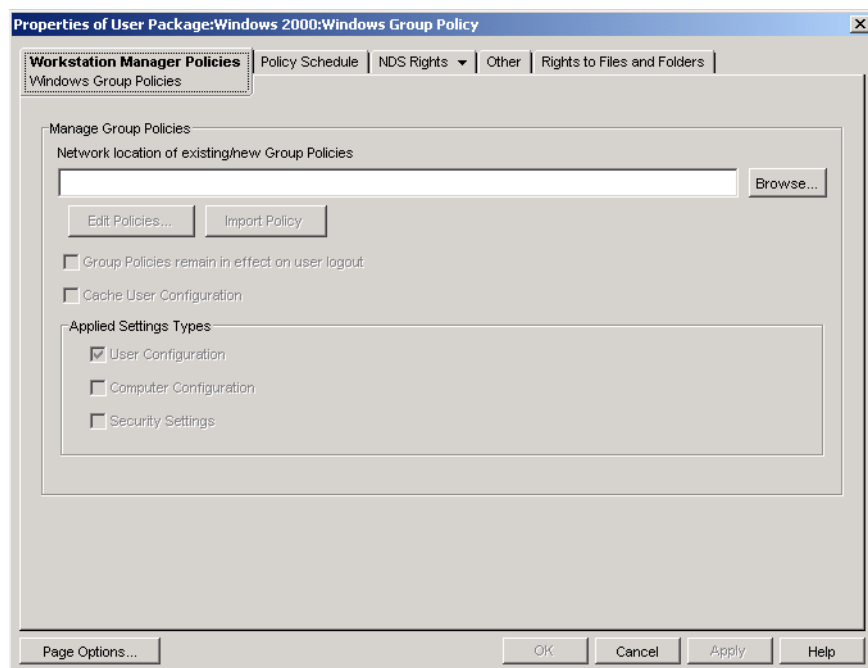 Properties of User Package:Windows 2000:Windows Group Policy
Workstation Manager Policies
Policy Schedule
NDS Rights
Other
Rights to Files and Folders
Windows Group Policies
Manage Group Policies
Network location of existing/new Group Policies
Browse...
Edit Policies...
Import Policy
Group Policies remain in effect on user logout
Cache User Configuration
Applied Settings Types
User Configuration
Computer Configuration
Security Settings
Page Options...
OK
Cancel
Apply
Help